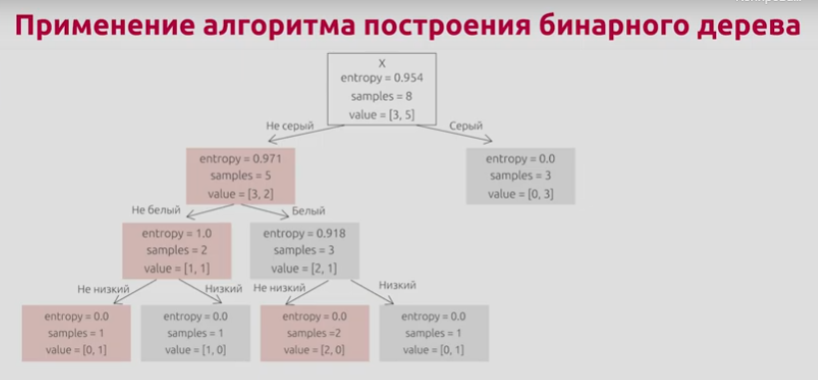 Применение алгоритма построения бинарного дерева
X
entropy = 0.954
samples = 8
value = [3, 5]
Не серый
Серый
entropy = 0.971
samples = 5
value = [3, 2]
entropy = 0.0
samples = 3
value = [0, 3]
Не белый
Белый
entropy = 1.0
samples = 2
value = [1, 1]
entropy = 0.918
samples = 3
value = [2, 1]
Не низкий
Низкий
Не низкий
Низкий
entropy = 0.0
samples = 1
value = [0, 1]
entropy = 0.0
samples = 1
value = [1, 0]
entropy = 0.0
samples =2
value = [2, 0]
entropy = 0.0
samples = 1
value = [0, 1]